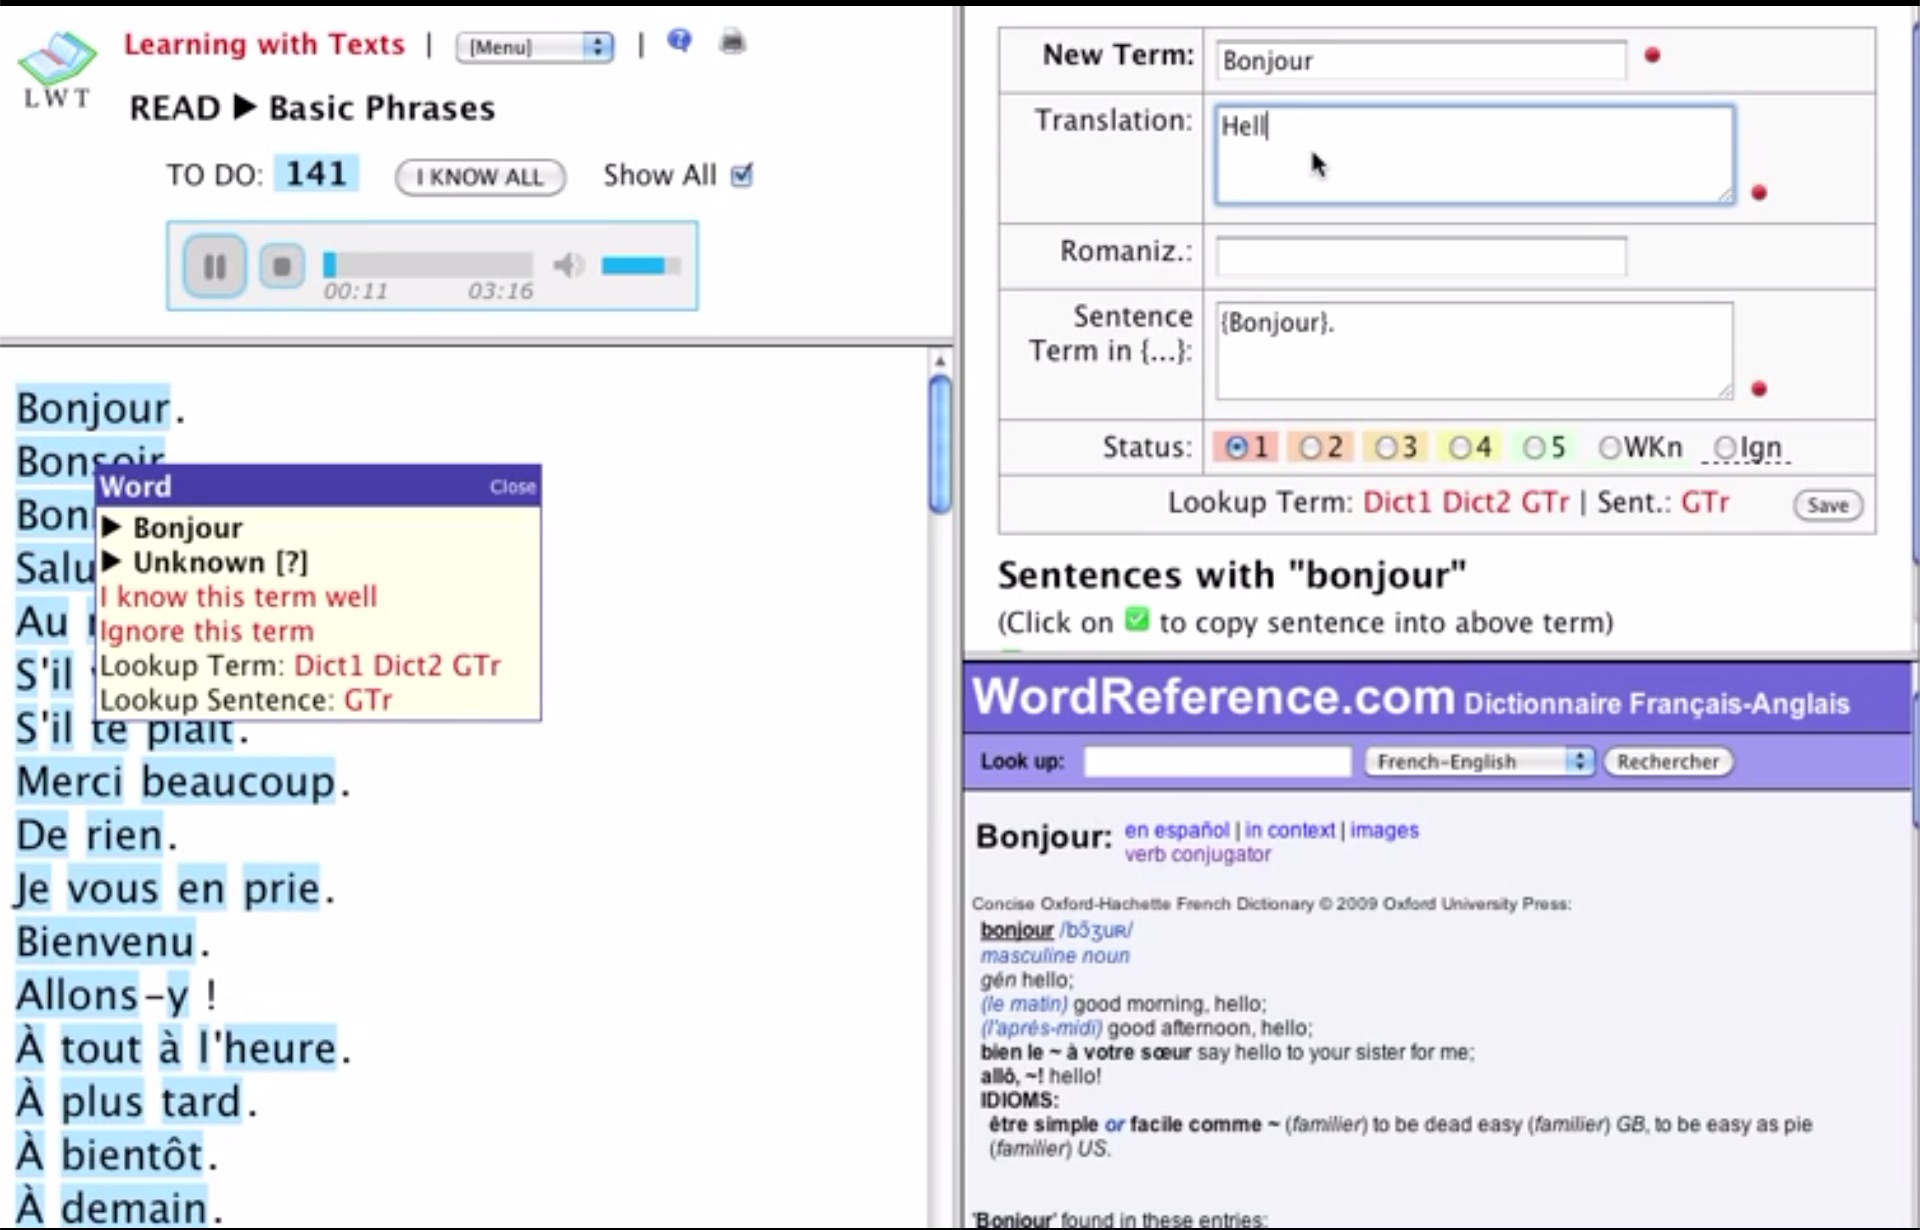 Learning with Texts | [Menu] |
LWT
READ ▶ Basic Phrases
TO DO: 141 I KNOW ALL Show All
00:11 03:16
Bonjour.
Bonsoir
Bon
Salu
Au
S'il
S'il te plaît.
Merci beaucoup.
De rien.
Je vous en prie.
Bienvenu.
Allons-y !
À tout à l'heure.
À plus tard.
À bientôt.
À demain.
Word Close
▶ Bonjour
▶ Unknown [?]
I know this term well
Ignore this term
Lookup Term: Dict1 Dict2 GTr
Lookup Sentence: GTr
New Term: Bonjour
Translation: Hell
Romaniz.:
Sentence {Bonjour}.
Term in {...}:
Status: 1 2 3 4 5 WKn Ign
Lookup Term: Dict1 Dict2 GTr | Sent.: GTr Save
Sentences with "bonjour"
(Click on ✅ to copy sentence into above term)
WordReference.com Dictionnaire Français-Anglais
Look up: French-English Rechercher
Bonjour: en español | in context | images
verb conjugator
Concise Oxford-Hachette French Dictionary © 2009 Oxford University Press:
bonjour /bɔ̃ʒuʀ/
masculine noun
gén hello;
(le matin) good morning, hello;
(l'après-midi) good afternoon, hello;
bien le ~ à votre sœur say hello to your sister for me;
allô, ~! hello!
IDIOMS:
être simple or facile comme ~ (familier) to be dead easy (familier) GB, to be easy as pie
(familier) US.
'Bonjour' found in these entries: